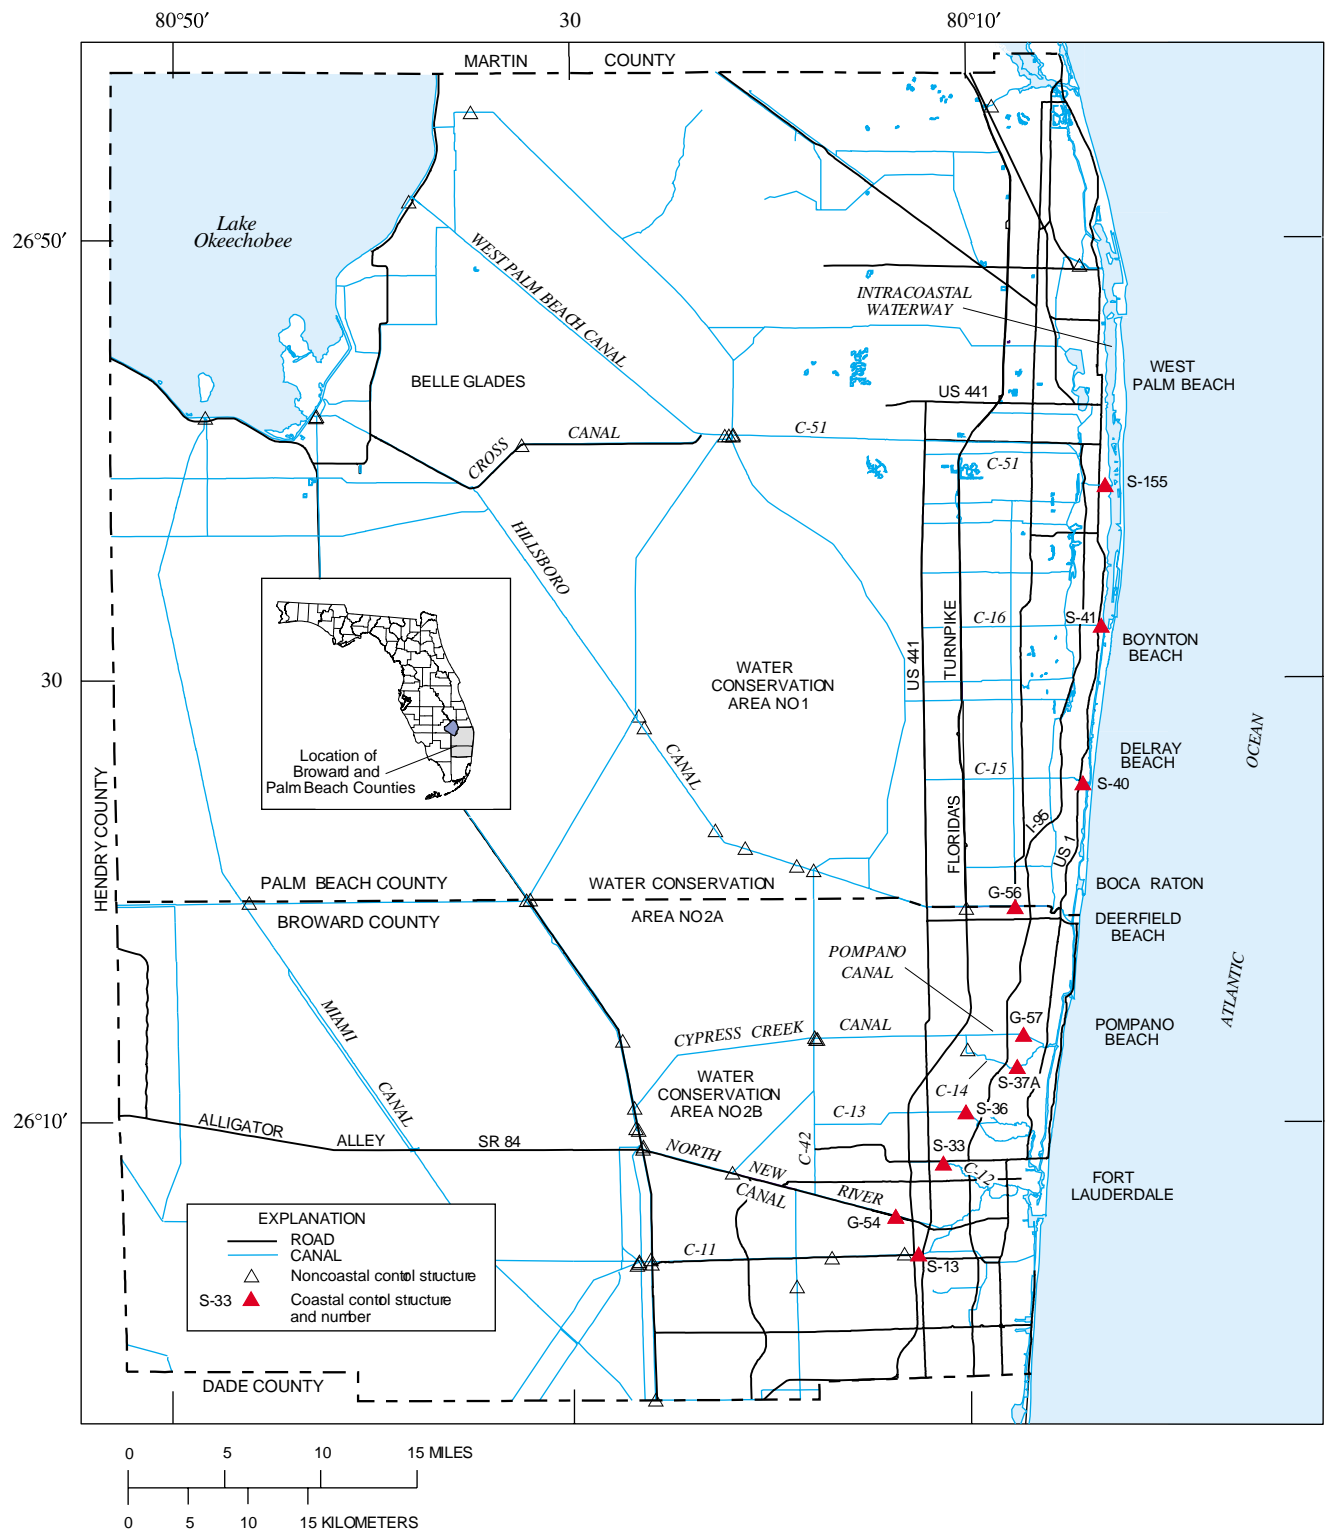 80°50′ 30 80°10′
MARTIN COUNTY
26°50′
Lake
Okeechobee
WEST PALM BEACH CANAL
INTRACOASTAL
WATERWAY
WEST
PALM BEACH
BELLE GLADES
US 441
CROSS CANAL
C-51
C-51
S-155
HILLSBORO
CANAL
C-16
S-41
BOYNTON
BEACH
US 441
TURNPIKE
FLORIDA'S
30
WATER
CONSERVATION
AREA NO 1
Location of
Broward and
Palm Beach Counties
DELRAY
BEACH
OCEAN
C-15
S-40
I-95
US 1
HENDRY COUNTY
PALM BEACH COUNTY
BROWARD COUNTY
WATER CONSERVATION
AREA NO 2A
G-56
BOCA RATON
DEERFIELD
BEACH
POMPANO
CANAL
ATLANTIC
MIAMI
CANAL
CYPRESS CREEK CANAL
G-57
POMPANO
BEACH
S-37A
C-14
WATER
CONSERVATION
AREA NO 2B
C-13
S-36
26°10′
ALLIGATOR
ALLEY
SR 84
C-42
S-33
C-12
NORTH NEW RIVER
CANAL
FORT
LAUDERDALE
G-54
C-11
S-13
EXPLANATION
ROAD
CANAL
Noncoastal control structure
S-33 Coastal control structure
and number
DADE COUNTY
0 5 10 15 MILES
0 5 10 15 KILOMETERS